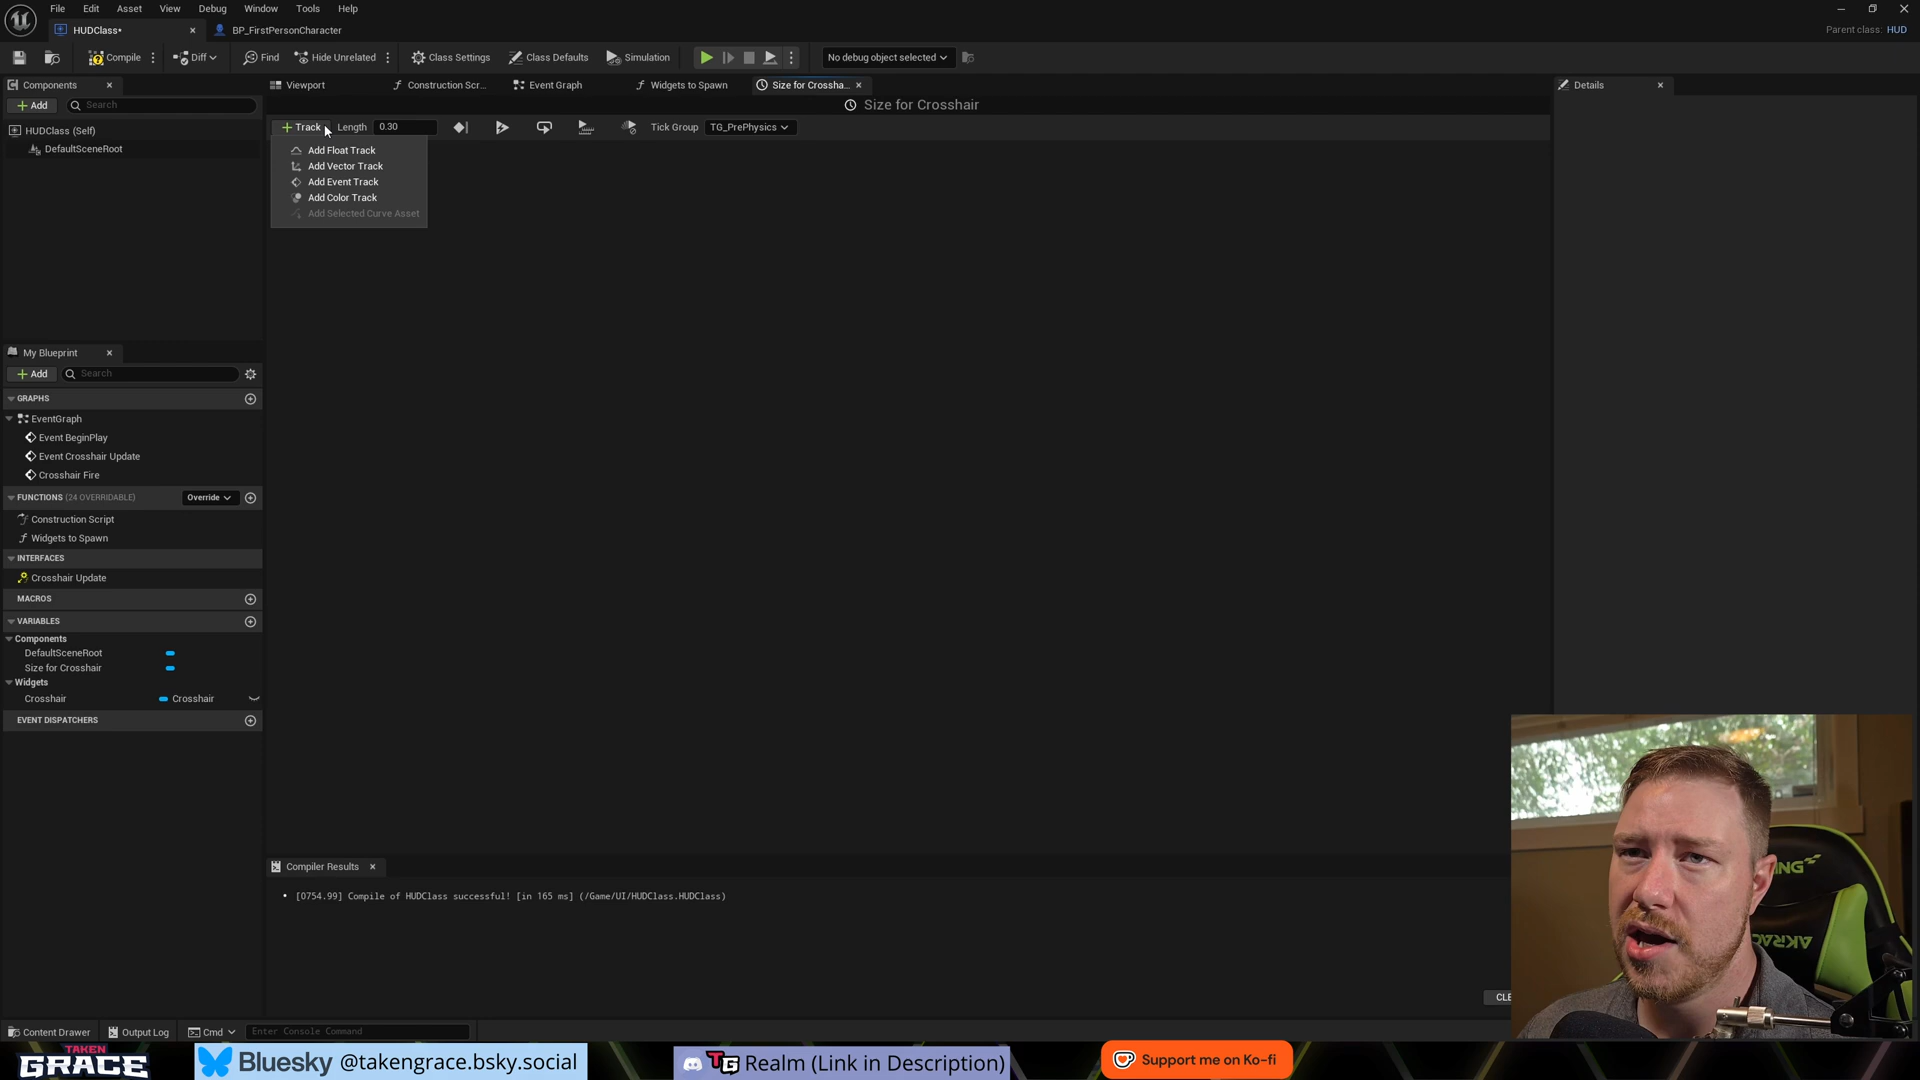 File Edit Asset View Debug Window Tools Help
HUDClass•
BP_FirstPersonCharacter
Parent class: HUD
Compile
Diff
Find
Hide Unrelated
Class Settings
Class Defaults
Simulation
No debug object selected
Components
Viewport
Construction Scr...
Event Graph
Widgets to Spawn
Size for Crossha...
Details
Add
Search
Size for Crosshair
HUDClass (Self)
DefaultSceneRoot
Track
Length
0.30
Tick Group
TG_PrePhysics
Add Float Track
Add Vector Track
Add Event Track
Add Color Track
Add Selected Curve Asset
My Blueprint
Add
Search
GRAPHS
EventGraph
Event BeginPlay
Event Crosshair Update
Crosshair Fire
FUNCTIONS (24 OVERRIDABLE)
Override
Construction Script
Widgets to Spawn
INTERFACES
Crosshair Update
MACROS
VARIABLES
Components
DefaultSceneRoot
Size for Crosshair
Widgets
Crosshair
Crosshair
EVENT DISPATCHERS
Compiler Results
[0754.99] Compile of HUDClass successful! [in 165 ms] (/Game/UI/HUDClass.HUDClass)
CLE
Content Drawer
Output Log
Cmd
Enter Console Command
TAKEN
GRACE
Bluesky @takengrace.bsky.social
TG Realm (Link in Description)
Support me on Ko-fi